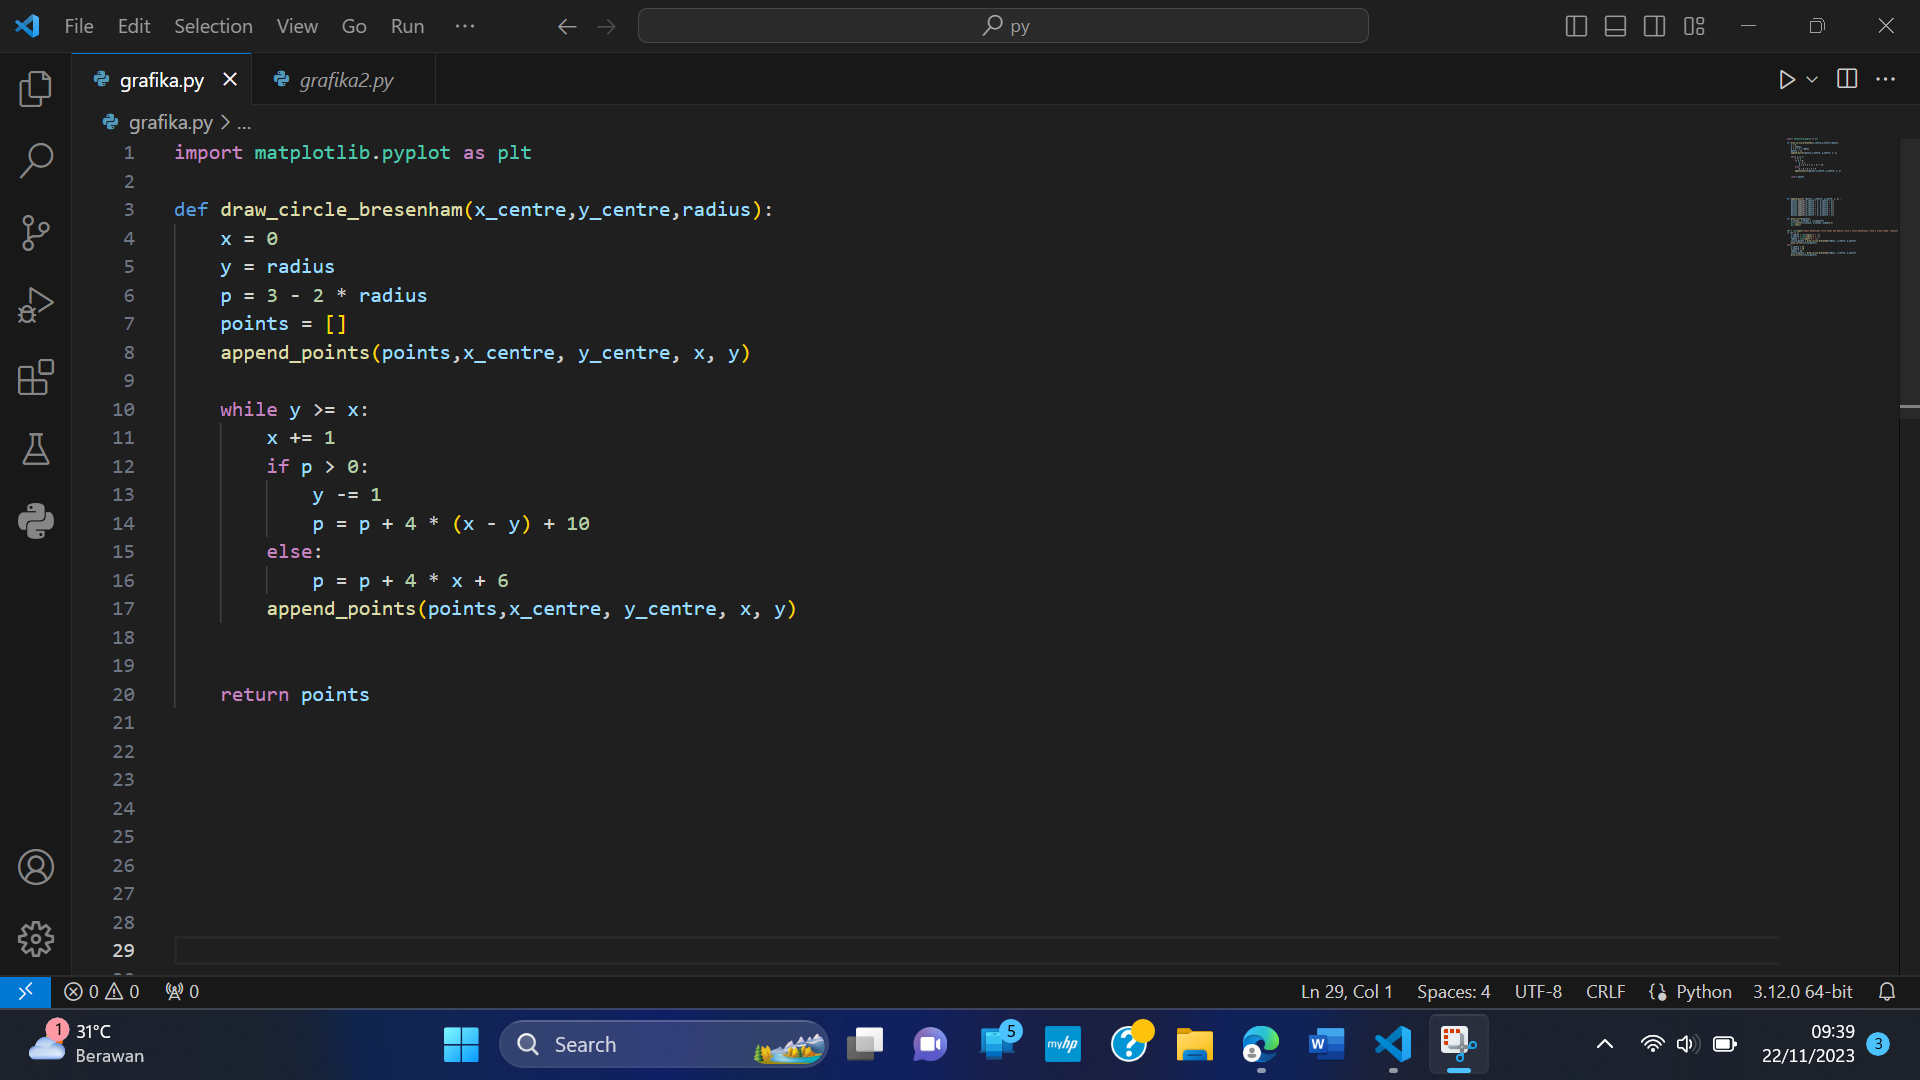 File Edit Selection View Go Run ··· py
grafika.py grafika2.py
grafika.py > ...
1 import matplotlib.pyplot as plt
2
3 def draw_circle_bresenham(x_centre,y_centre,radius):
4 x = 0
5 y = radius
6 p = 3 - 2 * radius
7 points = []
8 append_points(points,x_centre, y_centre, x, y)
9
10 while y >= x:
11 x += 1
12 if p > 0:
13 y -= 1
14 p = p + 4 * (x - y) + 10
15 else:
16 p = p + 4 * x + 6
17 append_points(points,x_centre, y_centre, x, y)
18
19
20 return points
21
22
23
24
25
26
27
28
29
0 0 0 Ln 29, Col 1 Spaces: 4 UTF-8 CRLF {} Python 3.12.0 64-bit
1 31°C
Berawan
Search
5
myhp
W
09:39
22/11/2023
3